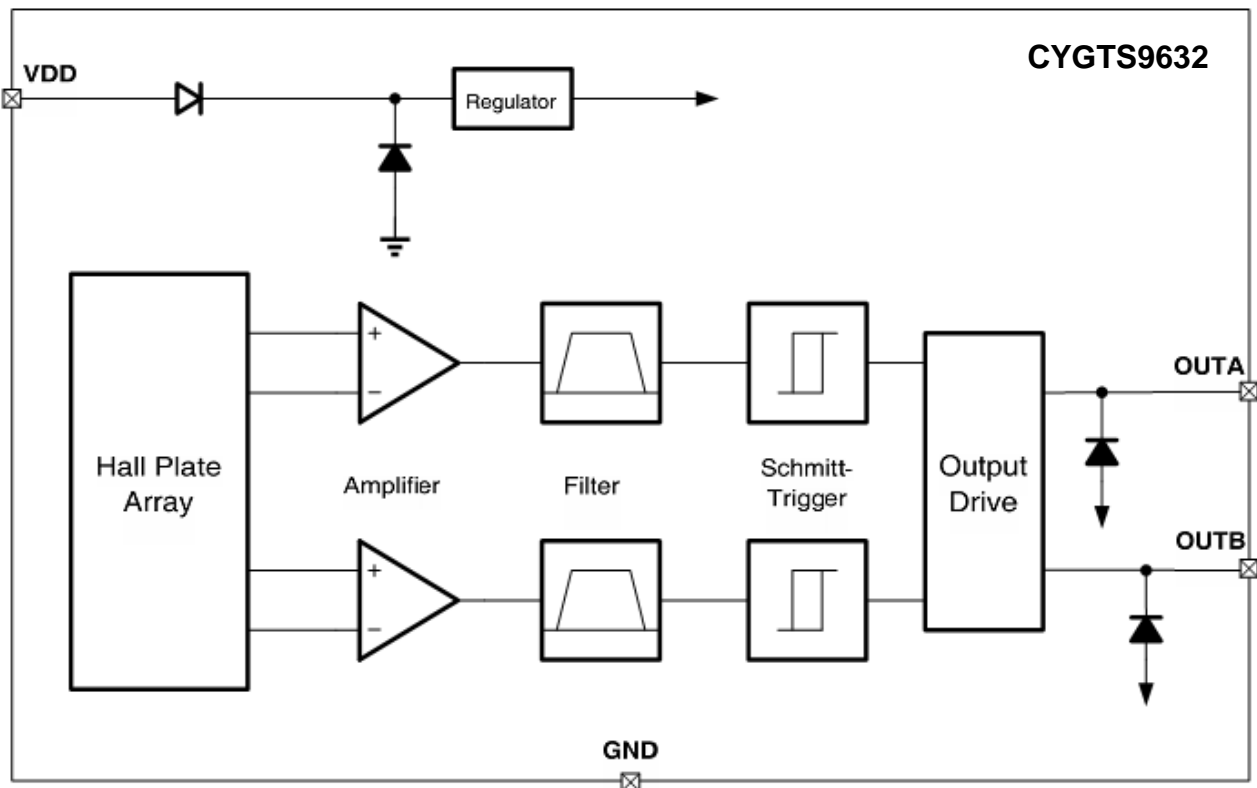 CYGTS9632
VDD
Regulator
+
−
Hall Plate
Array
Amplifier
Filter
Schmitt-
Trigger
Output
Drive
OUTA
OUTB
+
−
GND